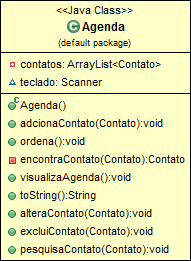 <<Java Class>>
Agenda
(default package)
contatos: ArrayList<Contato>
teclado: Scanner
C
Agenda()
adcionaContato(Contato):void
ordena():void
encontraContato(Contato):Contato
visualizaAgenda():void
toString():String
alteraContato(Contato):void
excluiContato(Contato):void
pesquisaContato(Contato):void